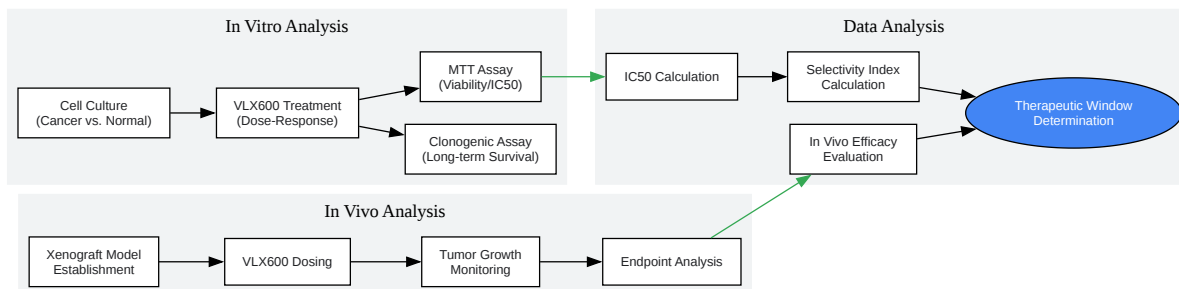 In Vitro Analysis
Cell Culture
(Cancer vs. Normal)
VLX600 Treatment
(Dose-Response)
MTT Assay
(Viability/IC50)
Clonogenic Assay
(Long-term Survival)
Data Analysis
IC50 Calculation
Selectivity Index
Calculation
In Vivo Efficacy
Evaluation
Therapeutic Window
Determination
In Vivo Analysis
Xenograft Model
Establishment
VLX600 Dosing
Tumor Growth
Monitoring
Endpoint Analysis